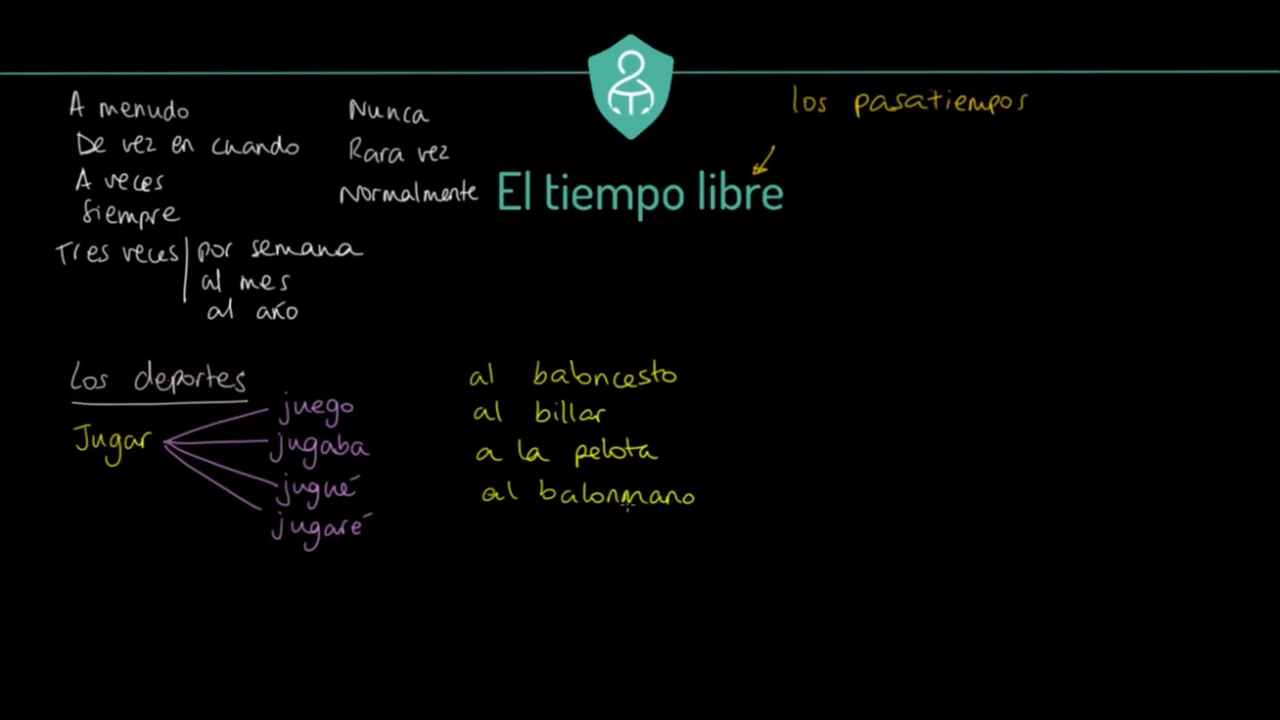 los pasatiempos
El tiempo libre
A menudo
De vez en cuando
A veces
Siempre
Tres veces por semana
al mes
al año
Nunca
Rara vez
Normalmente
Los deportes
Jugar
juego
jugaba
jugué
jugaré
al baloncesto
al billar
a la pelota
al balonmano